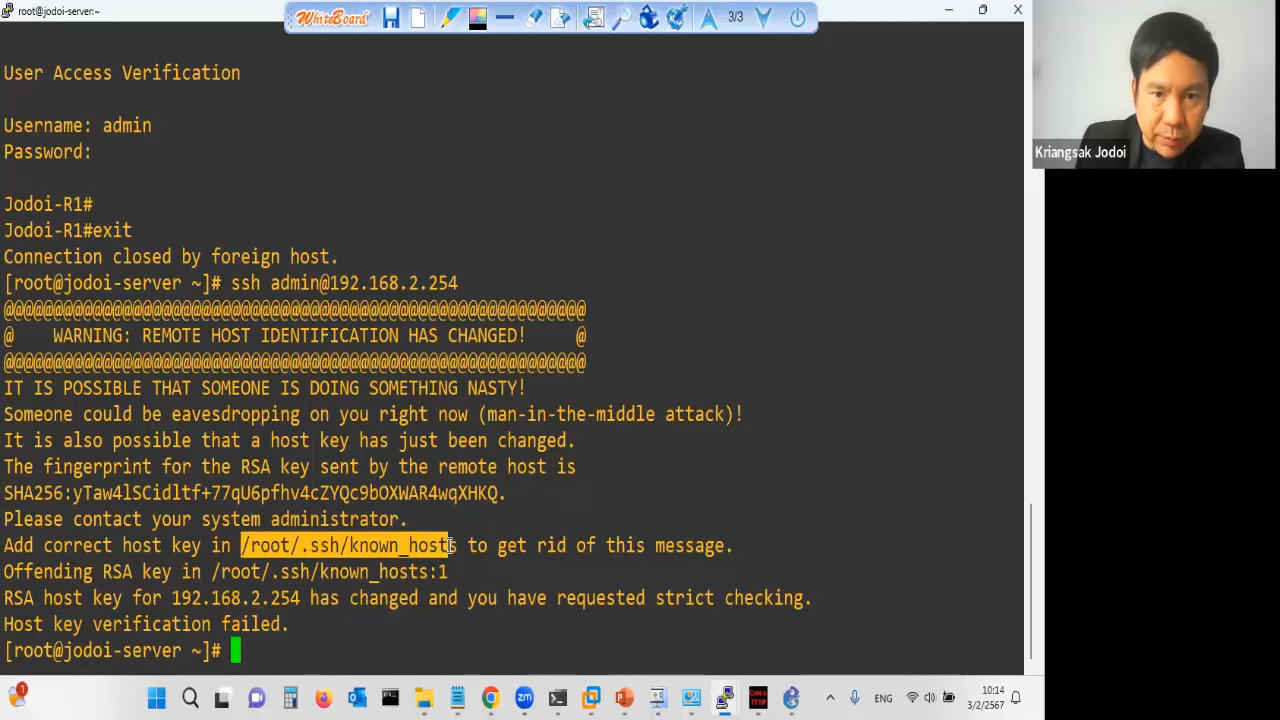 root@jodoi-server:~
WhiteBoard
3/3
User Access Verification
Username: admin
Password:
Jodoi-R1#
Jodoi-R1#exit
Connection closed by foreign host.
[root@jodoi-server ~]# ssh admin@192.168.2.254
@@@@@@@@@@@@@@@@@@@@@@@@@@@@@@@@@@@@@@@@@@@@@@@@@@@@@@@@@@@
@    WARNING: REMOTE HOST IDENTIFICATION HAS CHANGED!     @
@@@@@@@@@@@@@@@@@@@@@@@@@@@@@@@@@@@@@@@@@@@@@@@@@@@@@@@@@@@
IT IS POSSIBLE THAT SOMEONE IS DOING SOMETHING NASTY!
Someone could be eavesdropping on you right now (man-in-the-middle attack)!
It is also possible that a host key has just been changed.
The fingerprint for the RSA key sent by the remote host is
SHA256:yTaw4lSCidltf+77qU6pfhv4cZYQc9bOXWAR4wqXHKQ.
Please contact your system administrator.
Add correct host key in /root/.ssh/known_hosts to get rid of this message.
Offending RSA key in /root/.ssh/known_hosts:1
RSA host key for 192.168.2.254 has changed and you have requested strict checking.
Host key verification failed.
[root@jodoi-server ~]#
Kriangsak Jodoi
1
zm
CISCO
TFTP
ENG
10:14
3/2/2567